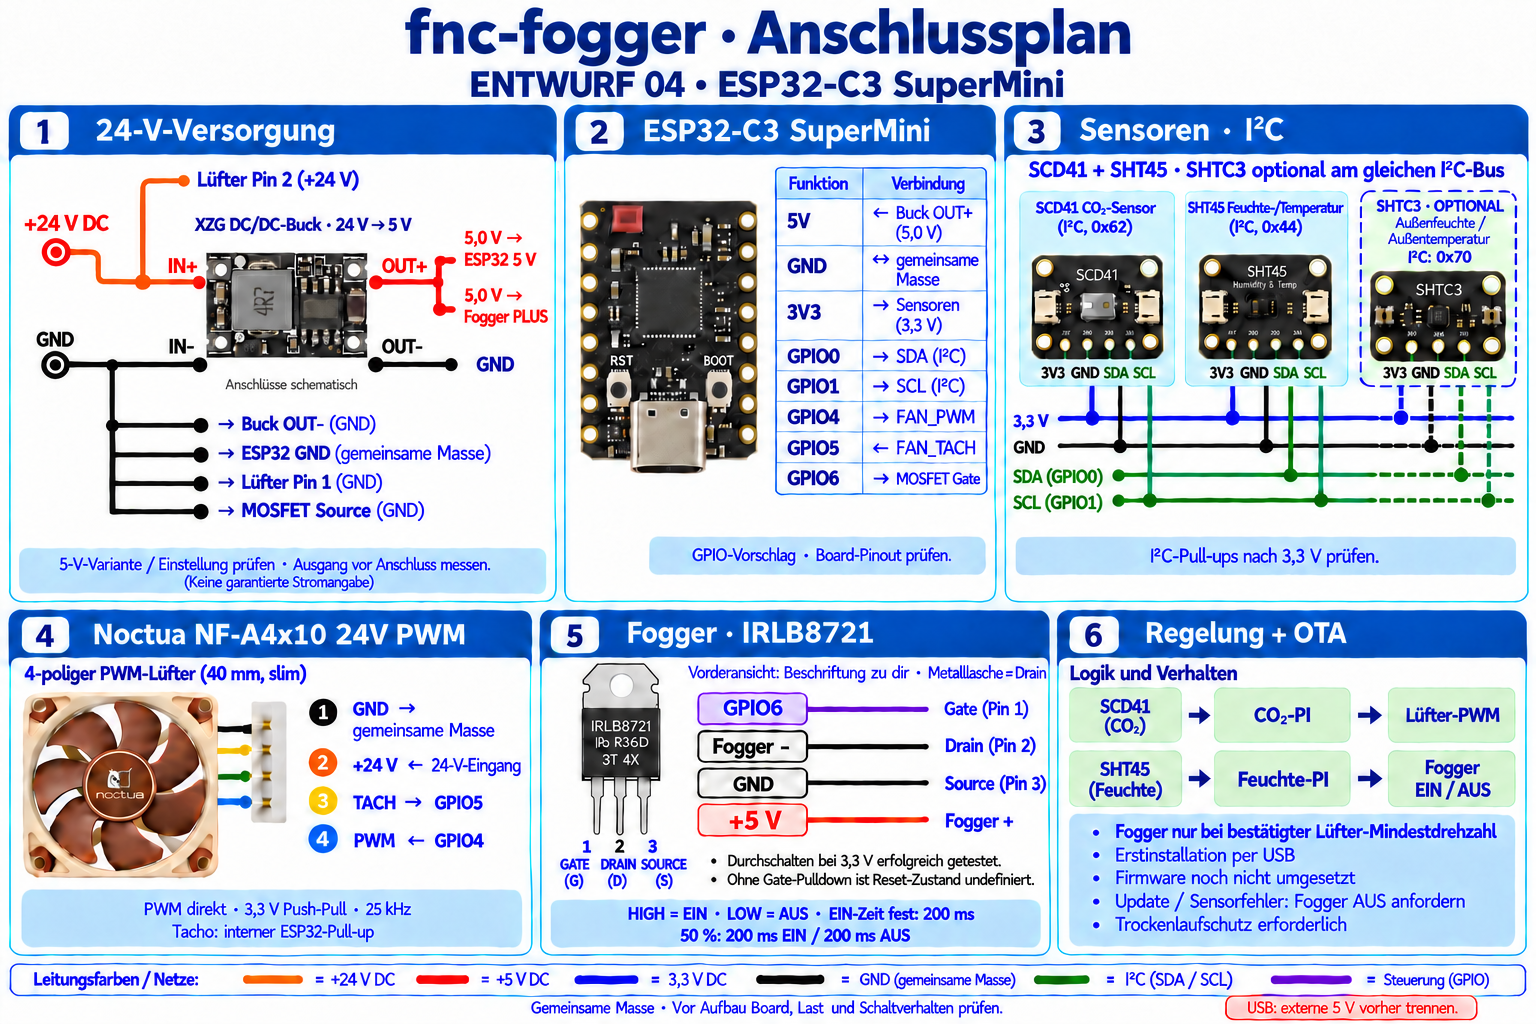 fnc-fogger · Anschlussplan
ENTWURF 04 • ESP32-C3 SuperMini
1 24-V-Versorgung
Lüfter Pin 2 (+24 V)
+24 V DC
XZG DC/DC-Buck · 24 V → 5 V
IN+
OUT+
5,0 V →
ESP32 5 V
5,0 V →
Fogger PLUS
4R7
GND
IN-
OUT-
GND
Anschlüsse schematisch
→ Buck OUT- (GND)
→ ESP32 GND (gemeinsame Masse)
→ Lüfter Pin 1 (GND)
→ MOSFET Source (GND)
5-V-Variante / Einstellung prüfen • Ausgang vor Anschluss messen.
(Keine garantierte Stromangabe)
2 ESP32-C3 SuperMini
RST
BOOT
Funktion Verbindung
5V ← Buck OUT+
(5,0 V)
GND ↔ gemeinsame
Masse
3V3 → Sensoren
(3,3 V)
GPIO0 → SDA (I²C)
GPIO1 → SCL (I²C)
GPIO4 → FAN_PWM
GPIO5 ← FAN_TACH
GPIO6 → MOSFET Gate
GPIO-Vorschlag • Board-Pinout prüfen.
3 Sensoren · I²C
SCD41 + SHT45 · SHTC3 optional am gleichen I²C-Bus
SCD41 CO₂-Sensor
(I²C, 0x62)
SCD41
3V3 GND SDA SCL
SHT45 Feuchte-/Temperatur
(I²C, 0x44)
SHT45
Humidity & Temp
3V3 GND SDA SCL
SHTC3 · OPTIONAL
Außenfeuchte /
Außentemperatur
I²C: 0x70
SHTC3
3V3 GND SDA SCL
3,3 V
GND
SDA (GPIO0)
SCL (GPIO1)
I²C-Pull-ups nach 3,3 V prüfen.
4 Noctua NF-A4x10 24V PWM
4-poliger PWM-Lüfter (40 mm, slim)
noctua
1 GND →
gemeinsame Masse
2 +24 V ← 24-V-Eingang
3 TACH → GPIO5
4 PWM ← GPIO4
PWM direkt • 3,3 V Push-Pull • 25 kHz
Tacho: interner ESP32-Pull-up
5 Fogger · IRLB8721
Vorderansicht: Beschriftung zu dir • Metalllasche=Drain
IRLB8721
R36D
3T 4X
GPIO6 Gate (Pin 1)
Fogger - Drain (Pin 2)
GND Source (Pin 3)
+5 V Fogger +
1 2 3
GATE DRAIN SOURCE
(G) (D) (S)
• Durchschalten bei 3,3 V erfolgreich getestet.
• Ohne Gate-Pulldown ist Reset-Zustand undefiniert.
HIGH = EIN • LOW = AUS • EIN-Zeit fest: 200 ms
50 %: 200 ms EIN / 200 ms AUS
6 Regelung + OTA
Logik und Verhalten
SCD41
(CO₂)
→ CO₂-PI → Lüfter-PWM
SHT45
(Feuchte)
→ Feuchte-PI → Fogger
EIN / AUS
• Fogger nur bei bestätigter Lüfter-Mindestdrehzahl
• Erstinstallation per USB
• Firmware noch nicht umgesetzt
• Update / Sensorfehler: Fogger AUS anfordern
• Trockenlaufschutz erforderlich
Leitungsfarben / Netze: = +24 V DC = +5 V DC = 3,3 V DC = GND (gemeinsame Masse) = I²C (SDA / SCL) = Steuerung (GPIO)
Gemeinsame Masse • Vor Aufbau Board, Last und Schaltverhalten prüfen.
USB: externe 5 V vorher trennen.